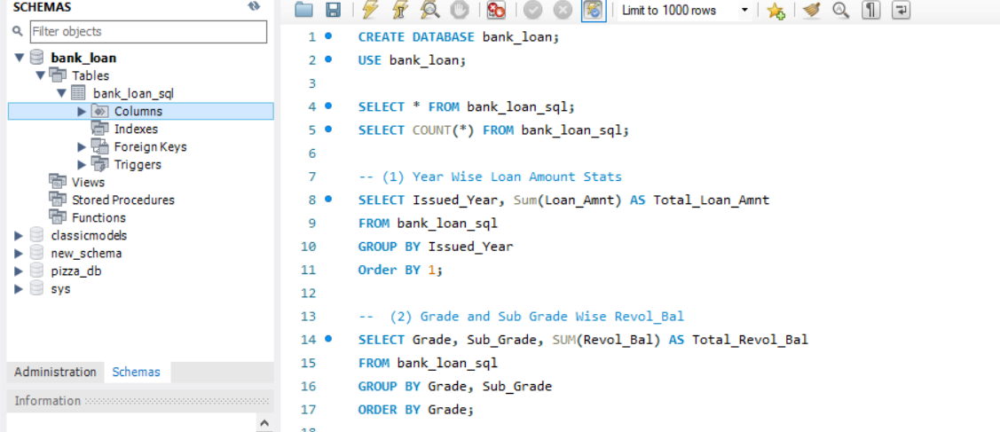 SCHEMAS
Filter objects
bank_loan
Tables
bank_loan_sql
Columns
Indexes
Foreign Keys
Triggers
Views
Stored Procedures
Functions
classicmodels
new_schema
pizza_db
sys
Administration Schemas
Information
Limit to 1000 rows
1 CREATE DATABASE bank_loan;
2 USE bank_loan;
3
4 SELECT * FROM bank_loan_sql;
5 SELECT COUNT(*) FROM bank_loan_sql;
6
7 -- (1) Year Wise Loan Amount Stats
8 SELECT Issued_Year, Sum(Loan_Amnt) AS Total_Loan_Amnt
9 FROM bank_loan_sql
10 GROUP BY Issued_Year
11 Order BY 1;
12
13 -- (2) Grade and Sub Grade Wise Revol_Bal
14 SELECT Grade, Sub_Grade, SUM(Revol_Bal) AS Total_Revol_Bal
15 FROM bank_loan_sql
16 GROUP BY Grade, Sub_Grade
17 ORDER BY Grade;
18